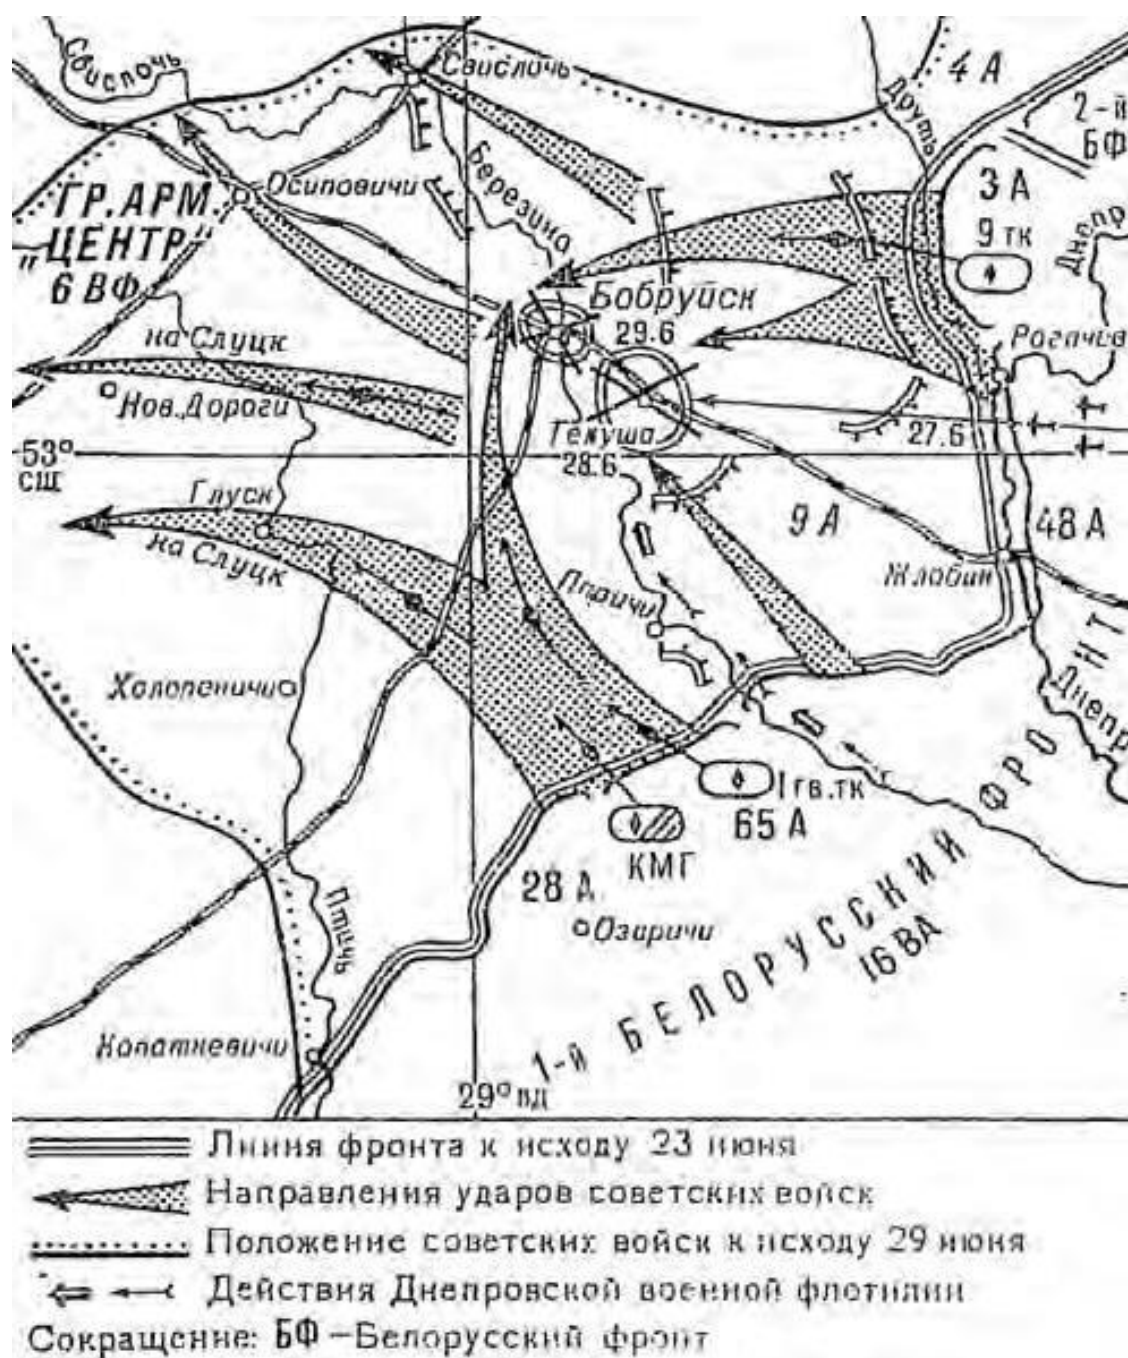 Свислочь
Свислочь
4 А
Друть
2-й
БФ
Осиповичи
Березина
3 А
9 тк
Днепр
ГР. АРМ.
„ЦЕНТР"
6 ВФ
Бобруйск
29.6
Рогачев
на Слуцк
Нов. Дороги
Текуша
28.6
27.6
53°
СШ
Глуск
на Слуцк
9 А
48 А
Жлобин
Паричи
Холопеничи
Днепр
1 гв. тк
65 А
КМГ
28 А
Озаричи
Птичь
Копаткевичи
1-й БЕЛОРУССКИЙ ФРОНТ
16 ВА
29° ВД
Линия фронта к исходу 23 июня
Направления ударов советских войск
Положение советских войск к исходу 29 июня
Действия Днепровской военной флотилии
Сокращение: БФ – Белорусский фронт